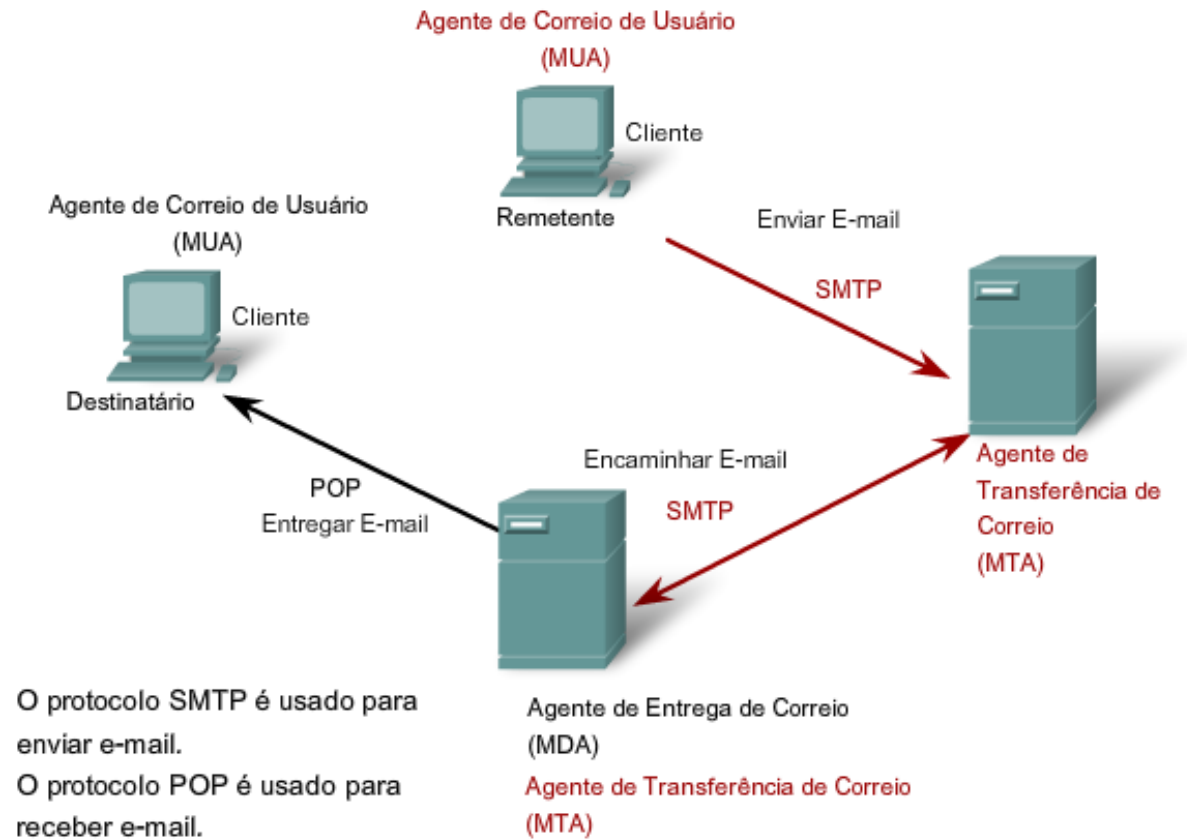 Agente de Correio de Usuário
(MUA)
Cliente
Remetente
Agente de Correio de Usuário
(MUA)
Cliente
Destinatário
Enviar E-mail
SMTP
Agente de
Transferência de
Correio
(MTA)
Encaminhar E-mail
SMTP
POP
Entregar E-mail
Agente de Entrega de Correio
(MDA)
Agente de Transferência de Correio
(MTA)
O protocolo SMTP é usado para
enviar e-mail.
O protocolo POP é usado para
receber e-mail.